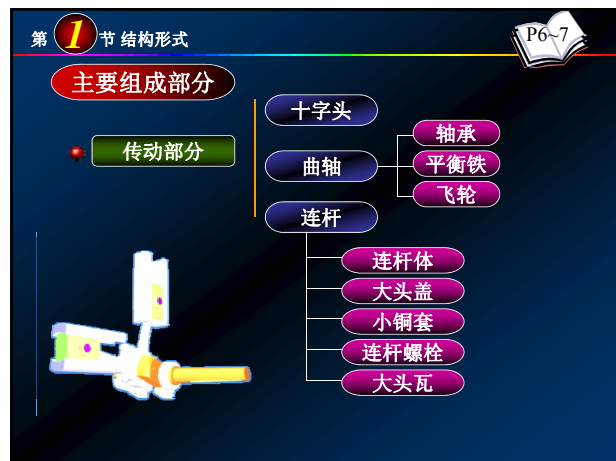 第1节 结构形式
P6~7
主要组成部分
传动部分
十字头
曲轴
轴承
平衡铁
飞轮
连杆
连杆体
大头盖
小铜套
连杆螺栓
大头瓦